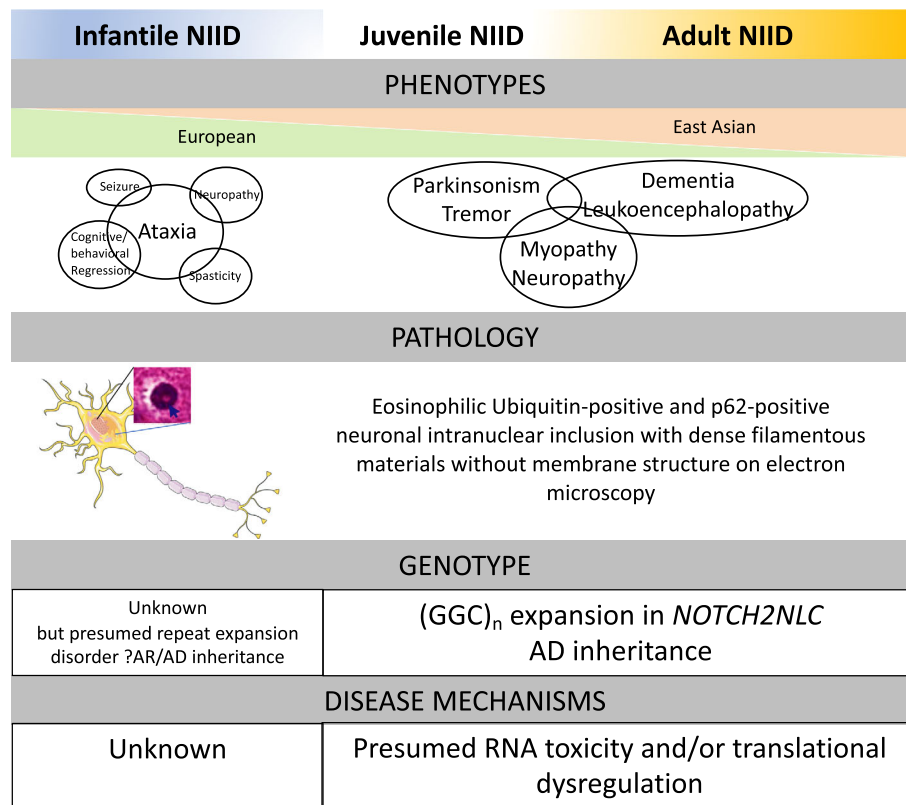 Infantile NIID
Juvenile NIID
Adult NIID
PHENOTYPES
European
East Asian
Seizure
Neuropathy
Ataxia
Cognitive/
behavioral
Regression
Spasticity
Parkinsonism
Tremor
Dementia
Leukoencephalopathy
Myopathy
Neuropathy
PATHOLOGY
Eosinophilic Ubiquitin-positive and p62-positive
neuronal intranuclear inclusion with dense filamentous
materials without membrane structure on electron
microscopy
GENOTYPE
Unknown
but presumed repeat expansion
disorder ?AR/AD inheritance
(GGC)n expansion in NOTCH2NLC
AD inheritance
DISEASE MECHANISMS
Unknown
Presumed RNA toxicity and/or translational
dysregulation